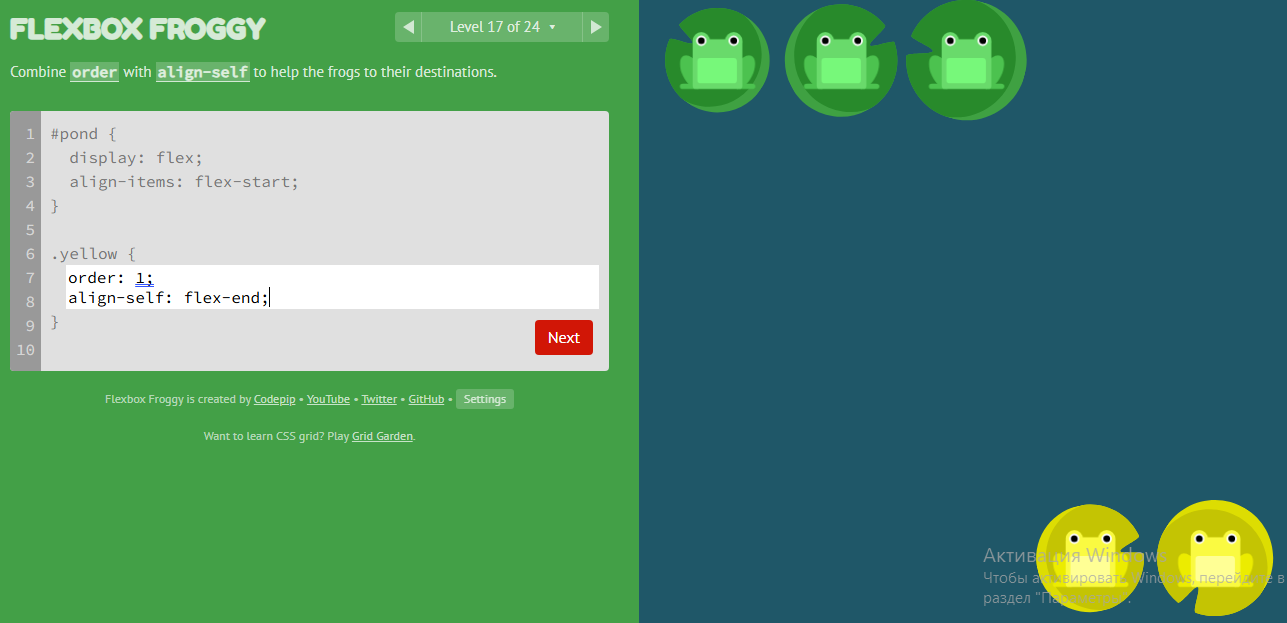 FLEXBOX FROGGY
Level 17 of 24
Combine order with align-self to help the frogs to their destinations.
1 #pond {
2 display: flex;
3 align-items: flex-start;
4 }
5
6 .yellow {
7 order: 1;
8 align-self: flex-end;
9 }
10
Next
Flexbox Froggy is created by Codepip • YouTube • Twitter • GitHub • Settings
Want to learn CSS grid? Play Grid Garden.
Активация Windows
Чтобы активировать Windows, перейдите в
раздел "Параметры".